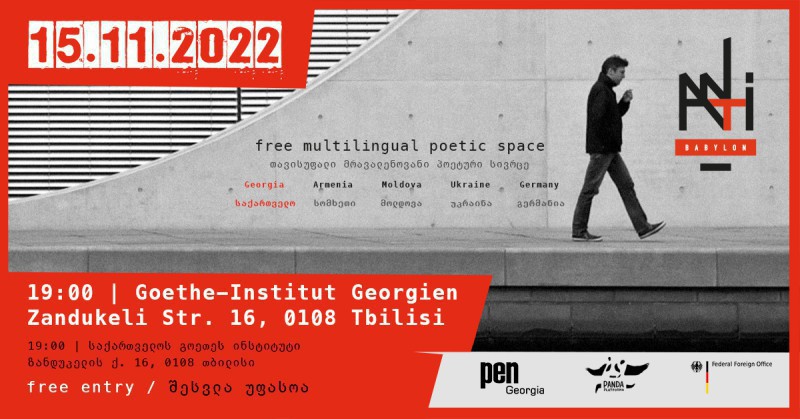 15.11.2022
ANTi
BABYLON
free multilingual poetic space
თავისუფალი მრავალენოვანი პოეტური სივრცე
Georgia Armenia Moldova Ukraine Germany
საქართველო სომხეთი მოლდოვა უკრაინა გერმანია
19:00 | Goethe-Institut Georgien
Zandukeli Str. 16, 0108 Tbilisi
19:00 | საქართველოს გოეთეს ინსტიტუტი
ზანდუკელის ქ. 16, 0108 თბილისი
free entry / შესვლა უფასოა
pen
Georgia
PANDA
PLATFORMA
Federal Foreign Office